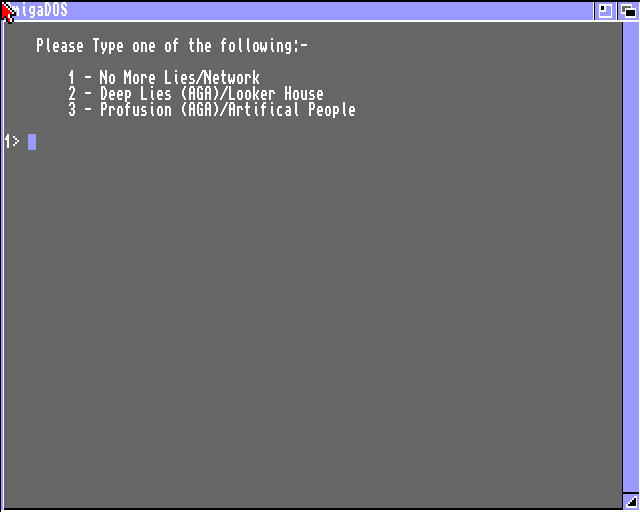 migaDOS
Please Type one of the following:-
1 - No More Lies/Network
2 - Deep Lies (AGA)/Looker House
3 - Profusion (AGA)/Artifical People
1>